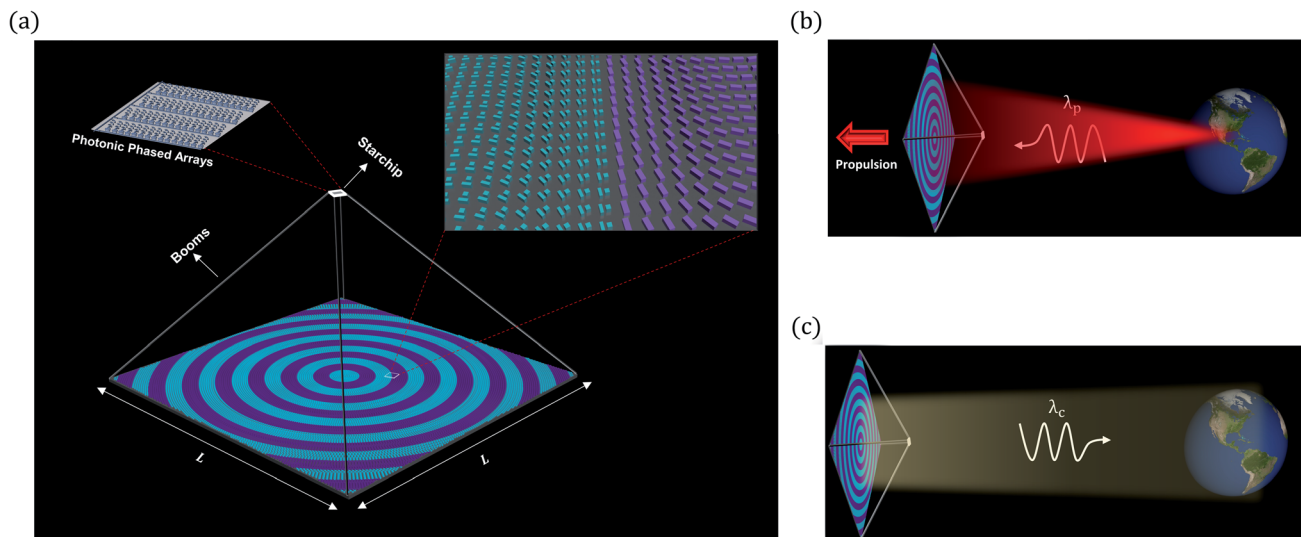 (a)
Photonic Phased Arrays
Starchip
Booms
L
L
(b)
λp
Propulsion
(c)
λc